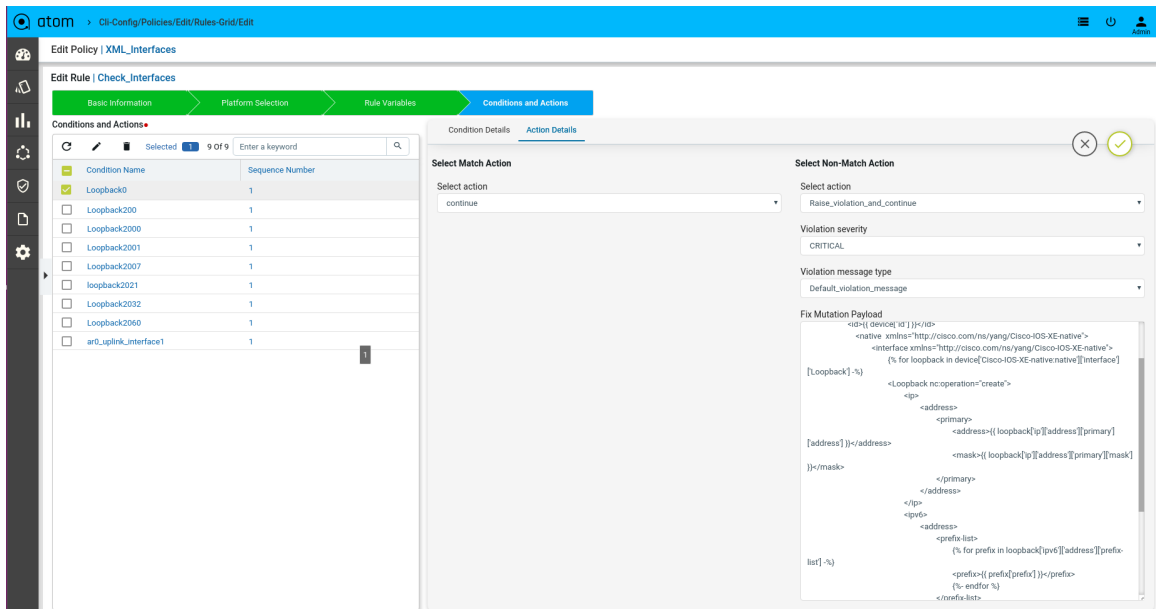 atom > Cli-Config/Policies/Edit/Rules-Grid/Edit
Admin
Edit Policy | XML_Interfaces
Edit Rule | Check_Interfaces
Basic Information
Platform Selection
Rule Variables
Conditions and Actions
Conditions and Actions
Selected 1 9 Of 9 Enter a keyword
Condition Name Sequence Number
Loopback0 1
Loopback200 1
Loopback2000 1
Loopback2001 1
Loopback2007 1
loopback2021 1
Loopback2032 1
Loopback2060 1
ar0_uplink_interface1 1
1
Condition Details Action Details
Select Match Action
Select action
continue
Select Non-Match Action
Select action
Raise_violation_and_continue
Violation severity
CRITICAL
Violation message type
Default_violation_message
Fix Mutation Payload
<id>{{ device['id'] }}</id>
<native xmlns="http://cisco.com/ns/yang/Cisco-IOS-XE-native">
<interface xmlns="http://cisco.com/ns/yang/Cisco-IOS-XE-native">
{% for loopback in device['Cisco-IOS-XE-native:native']['interface']
['Loopback'] -%}
<Loopback nc:operation="create">
<ip>
<address>
<primary>
<address>{{ loopback['ip']['address']['primary']
['address'] }}</address>
<mask>{{ loopback['ip']['address']['primary']['mask']
}}</mask>
</primary>
</address>
</ip>
<ipv6>
<address>
<prefix-list>
{% for prefix in loopback['ipv6']['address']['prefix-
list'] -%}
<prefix>{{ prefix['prefix'] }}</prefix>
{%- endfor %}
</prefix-list>